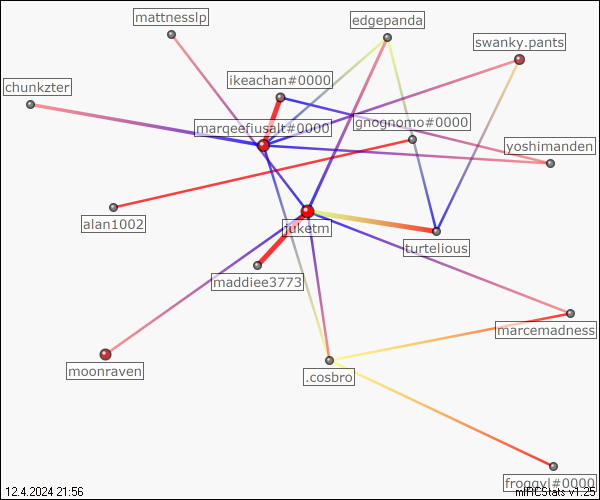 mattnesslp
edgepanda
swanky.pants
ikeachan#0000
chunkzter
marqeefiusalt#0000
gnognomo#0000
yoshimanden
alan1002
juketm
turtelious
maddiee3773
marcemadness
moonraven
.cosbro
froggyl#0000
12.4.2024 21:56
mIRCStats v1.25